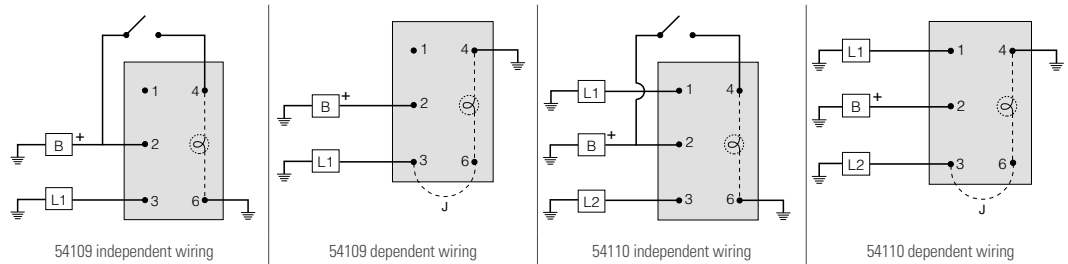 1
4
B
+
2
L1
3
6
54109 independent wiring
1
4
B
+
2
L1
3
6
J
54109 dependent wiring
L1
1
4
B
+
2
L2
3
6
54110 independent wiring
L1
1
4
B
+
2
L2
3
6
J
54110 dependent wiring